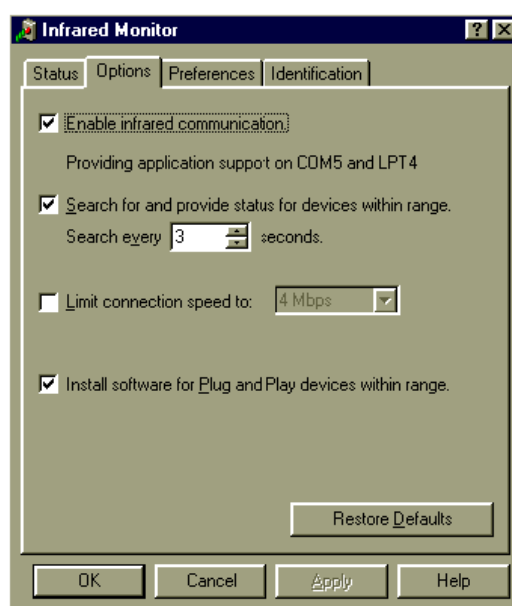 Infrared Monitor
Status Options Preferences Identification
Enable infrared communication.
Providing application support on COM5 and LPT4
Search for and provide status for devices within range.
Search every 3 seconds.
Limit connection speed to: 4 Mbps
Install software for Plug and Play devices within range.
Restore Defaults
OK Cancel Apply Help